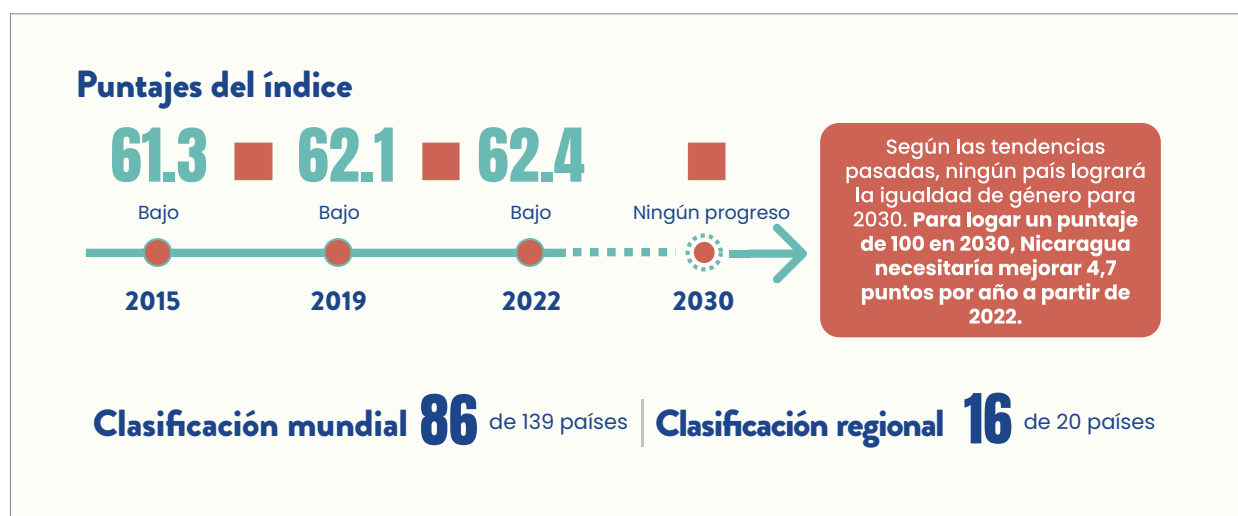 Puntajes del índice
61.3 62.1 62.4
Bajo Bajo Bajo Ningún progreso
2015 2019 2022 2030
Según las tendencias
pasadas, ningún país logrará
la igualdad de género para
2030. Para logar un puntaje
de 100 en 2030, Nicaragua
necesitaría mejorar 4,7
puntos por año a partir de
2022.
Clasificación mundial 86 de 139 países
Clasificación regional 16 de 20 países